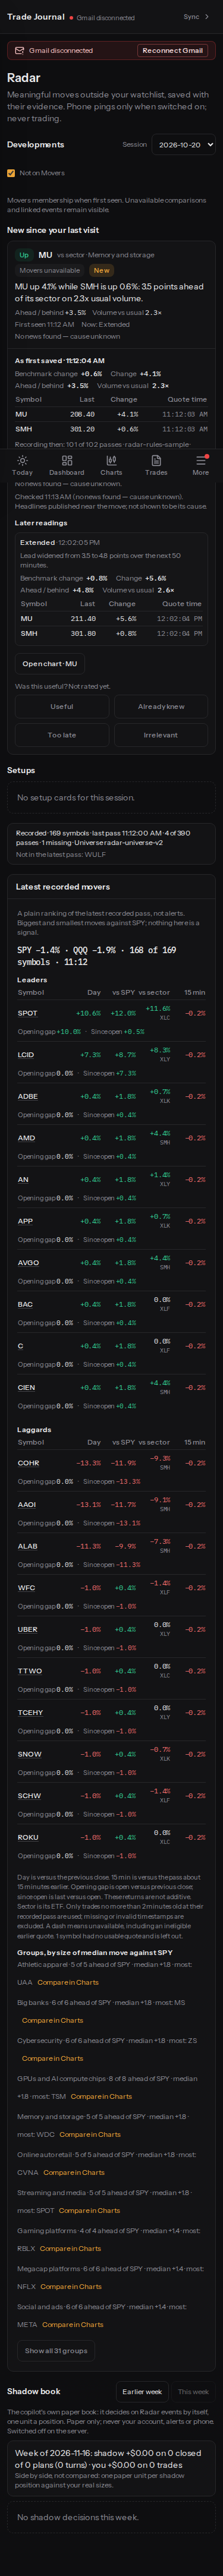 Trade Journal Gmail disconnected Sync
Gmail disconnected Reconnect Gmail
Radar
Meaningful moves outside your watchlist, saved with
their evidence. Phone pings only when switched on;
never trading.
Developments Session 2026-10-20
Not on Movers
Movers membership when first seen. Unavailable comparisons
and linked events remain visible.
New since your last visit
Up MU vs sector · Memory and storage
Movers unavailable New
MU up 4.1% while SMH is up 0.6%: 3.5 points ahead
of its sector on 2.3x usual volume.
Ahead / behind +3.5% Volume vs usual 2.3×
First seen 11:12 AM Now: Extended
No news found — cause unknown
As first saved · 11:12:04 AM
Benchmark change +0.6% Change +4.1%
Ahead / behind +3.5% Volume vs usual 2.3×
Symbol Last Change Quote time
MU 208.40 +4.1% 11:12:03 AM
SMH 301.20 +0.6% 11:12:03 AM
Recording then: 101 of 102 passes · radar-rules-sample ·
Today Dashboard Charts Trades More
No news found — cause unknown
Checked 11:13 AM (no news found — cause unknown).
Headlines published near the move; not shown to be its cause.
Later readings
Extended · 12:02:05 PM
Lead widened from 3.5 to 4.8 points over the next 50
minutes.
Benchmark change +0.8% Change +5.6%
Ahead / behind +4.8% Volume vs usual 2.6×
Symbol Last Change Quote time
MU 211.40 +5.6% 12:02:04 PM
SMH 301.80 +0.8% 12:02:04 PM
Open chart · MU
Was this useful? Not rated yet.
Useful Already knew
Too late Irrelevant
Setups
No setup cards for this session.
Recorded · 169 symbols · last pass 11:12:00 AM · 4 of 390
passes · 1 missing · Universe radar-universe-v2
Not in the latest pass: WULF
Latest recorded movers
A plain ranking of the latest recorded pass, not alerts.
Biggest and smallest moves against SPY; nothing here is a
signal.
SPY -1.4% · QQQ -1.9% · 168 of 169
symbols · 11:12
Leaders
Symbol Day vs SPY vs sector 15 min
SPOT +10.6% +12.0% +11.6% XLC -0.2%
Opening gap +10.0% · Since open +0.5%
LCID +7.3% +8.7% +8.3% XLY -0.2%
Opening gap 0.0% · Since open +7.3%
ADBE +0.4% +1.8% +0.7% XLK -0.2%
Opening gap 0.0% · Since open +0.4%
AMD +0.4% +1.8% +4.4% SMH -0.2%
Opening gap 0.0% · Since open +0.4%
AN +0.4% +1.8% +1.4% XLY -0.2%
Opening gap 0.0% · Since open +0.4%
APP +0.4% +1.8% +0.7% XLK -0.2%
Opening gap 0.0% · Since open +0.4%
AVGO +0.4% +1.8% +4.4% SMH -0.2%
Opening gap 0.0% · Since open +0.4%
BAC +0.4% +1.8% 0.0% XLF -0.2%
Opening gap 0.0% · Since open +0.4%
C +0.4% +1.8% 0.0% XLF -0.2%
Opening gap 0.0% · Since open +0.4%
CIEN +0.4% +1.8% +4.4% SMH -0.2%
Opening gap 0.0% · Since open +0.4%
Laggards
Symbol Day vs SPY vs sector 15 min
COHR -13.3% -11.9% -9.3% SMH -0.2%
Opening gap 0.0% · Since open -13.3%
AAOI -13.1% -11.7% -9.1% SMH -0.2%
Opening gap 0.0% · Since open -13.1%
ALAB -11.3% -9.9% -7.3% SMH -0.2%
Opening gap 0.0% · Since open -11.3%
WFC -1.0% +0.4% -1.4% XLF -0.2%
Opening gap 0.0% · Since open -1.0%
UBER -1.0% +0.4% 0.0% XLY -0.2%
Opening gap 0.0% · Since open -1.0%
TTWO -1.0% +0.4% 0.0% XLC -0.2%
Opening gap 0.0% · Since open -1.0%
TCEHY -1.0% +0.4% 0.0% XLY -0.2%
Opening gap 0.0% · Since open -1.0%
SNOW -1.0% +0.4% -0.7% XLK -0.2%
Opening gap 0.0% · Since open -1.0%
SCHW -1.0% +0.4% -1.4% XLF -0.2%
Opening gap 0.0% · Since open -1.0%
ROKU -1.0% +0.4% 0.0% XLC -0.2%
Opening gap 0.0% · Since open -1.0%
Day is versus the previous close. 15 min is versus the pass about
15 minutes earlier. Opening gap is open versus previous close;
since open is last versus open. These returns are not additive.
Sector is its ETF. Only trades no more than 2 minutes old at their
recorded pass are used; missing or invalid timestamps are
excluded. A dash means unavailable, including an ineligible
earlier quote. 1 symbol had no usable quote and is left out.
Groups, by size of median move against SPY
Athletic apparel · 5 of 5 ahead of SPY · median +1.8 · most:
UAA Compare in Charts
Big banks · 6 of 6 ahead of SPY · median +1.8 · most: MS
Compare in Charts
Cybersecurity · 6 of 6 ahead of SPY · median +1.8 · most: ZS
Compare in Charts
GPUs and AI compute chips · 8 of 8 ahead of SPY · median
+1.8 · most: TSM Compare in Charts
Memory and storage · 5 of 5 ahead of SPY · median +1.8 ·
most: WDC Compare in Charts
Online auto retail · 5 of 5 ahead of SPY · median +1.8 · most:
CVNA Compare in Charts
Streaming and media · 5 of 5 ahead of SPY · median +1.8 ·
most: SPOT Compare in Charts
Gaming platforms · 4 of 4 ahead of SPY · median +1.4 · most:
RBLX Compare in Charts
Megacap platforms · 6 of 6 ahead of SPY · median +1.4 · most:
NFLX Compare in Charts
Social and ads · 6 of 6 ahead of SPY · median +1.4 · most:
META Compare in Charts
Show all 31 groups
Shadow book Earlier week This week
The copilot's own paper book: it decides on Radar events by itself,
one unit a position. Paper only; never your account, alerts or phone.
Switched off on the server.
Week of 2026-11-16: shadow +$0.00 on 0 closed
of 0 plans (0 turns) · you +$0.00 on 0 trades
Side by side, not compared: one paper unit per shadow
position against your real sizes.
No shadow decisions this week.